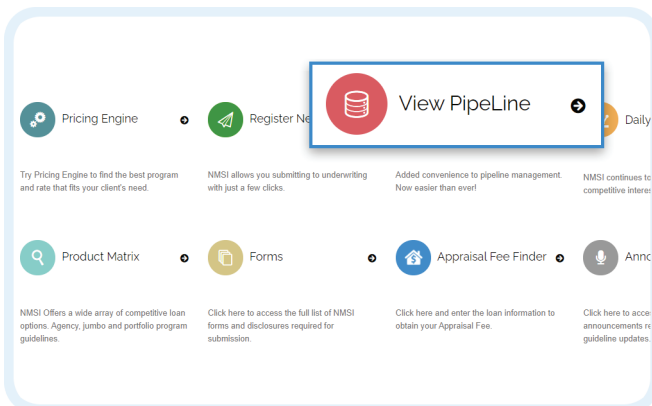 Pricing Engine
Try Pricing Engine to find the best program
and rate that fits your client's need.
Register Ne
NMSI allows you submitting to underwriting
with just a few clicks.
View PipeLine
Added convenience to pipeline management.
Now easier than ever!
Daily
NMSI continues to
competitive interes
Product Matrix
NMSI Offers a wide array of competitive loan
options. Agency, jumbo and portfolio program
guidelines.
Forms
Click here to access the full list of NMSI
forms and disclosures required for
submission.
Appraisal Fee Finder
Click here and enter the loan information to
obtain your Appraisal Fee.
Anno
Click here to acces
announcements re
guideline updates.